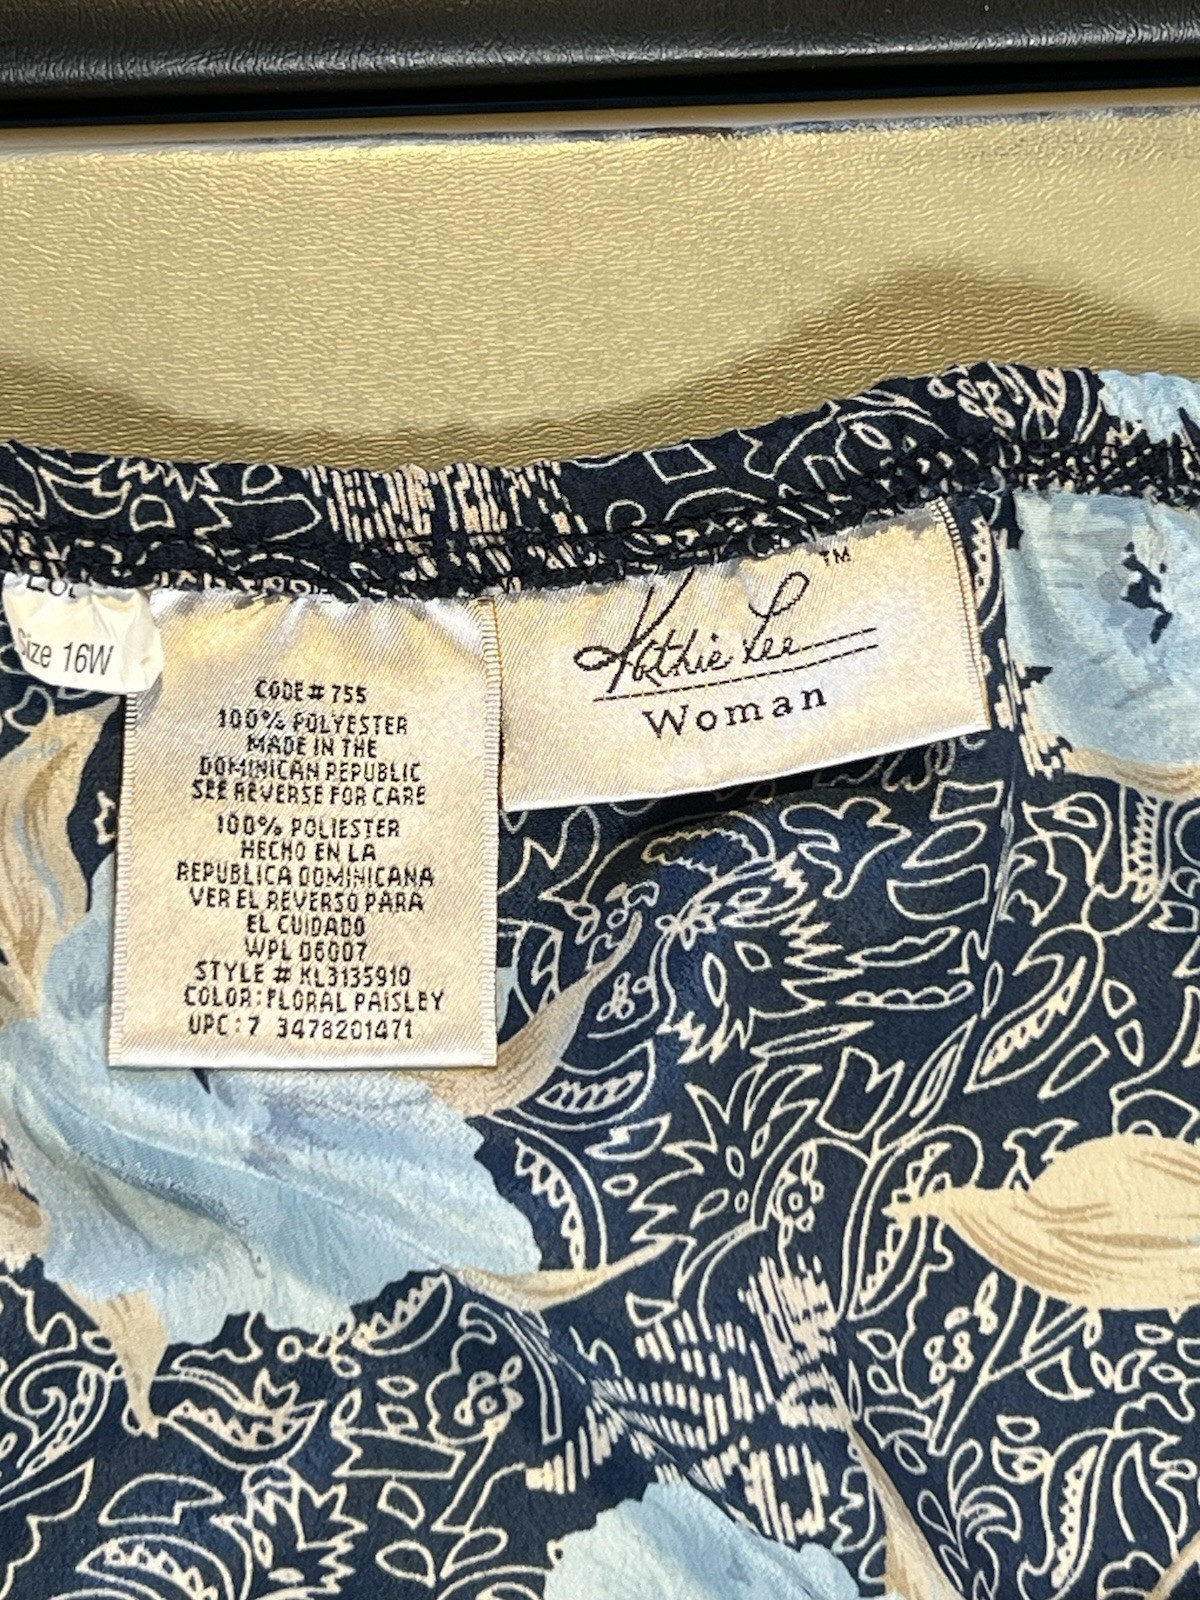 Size 16W
CODE # 755
100% POLYESTER
MADE IN THE
DOMINICAN REPUBLIC
SEE REVERSE FOR CARE
100% POLIESTER
HECHO EN LA
REPUBLICA DOMINICANA
VER EL REVERSO PARA
EL CUIDADO
WPL 06007
STYLE # KL3135910
COLOR: FLORAL PAISLEY
UPC: 7 3478201471
Kathie Lee ™
Woman